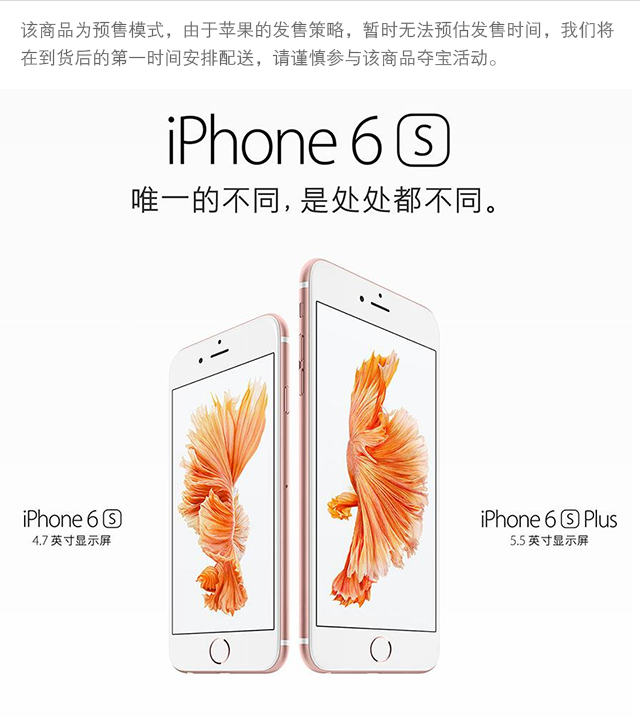 该商品为预售模式，由于苹果的发售策略，暂时无法预估发售时间，我们将
在到货后的第一时间安排配送，请谨慎参与该商品夺宝活动。
iPhone 6 S
唯一的不同，是处处都不同。
iPhone 6 S
4.7 英寸显示屏
iPhone 6 S Plus
5.5 英寸显示屏